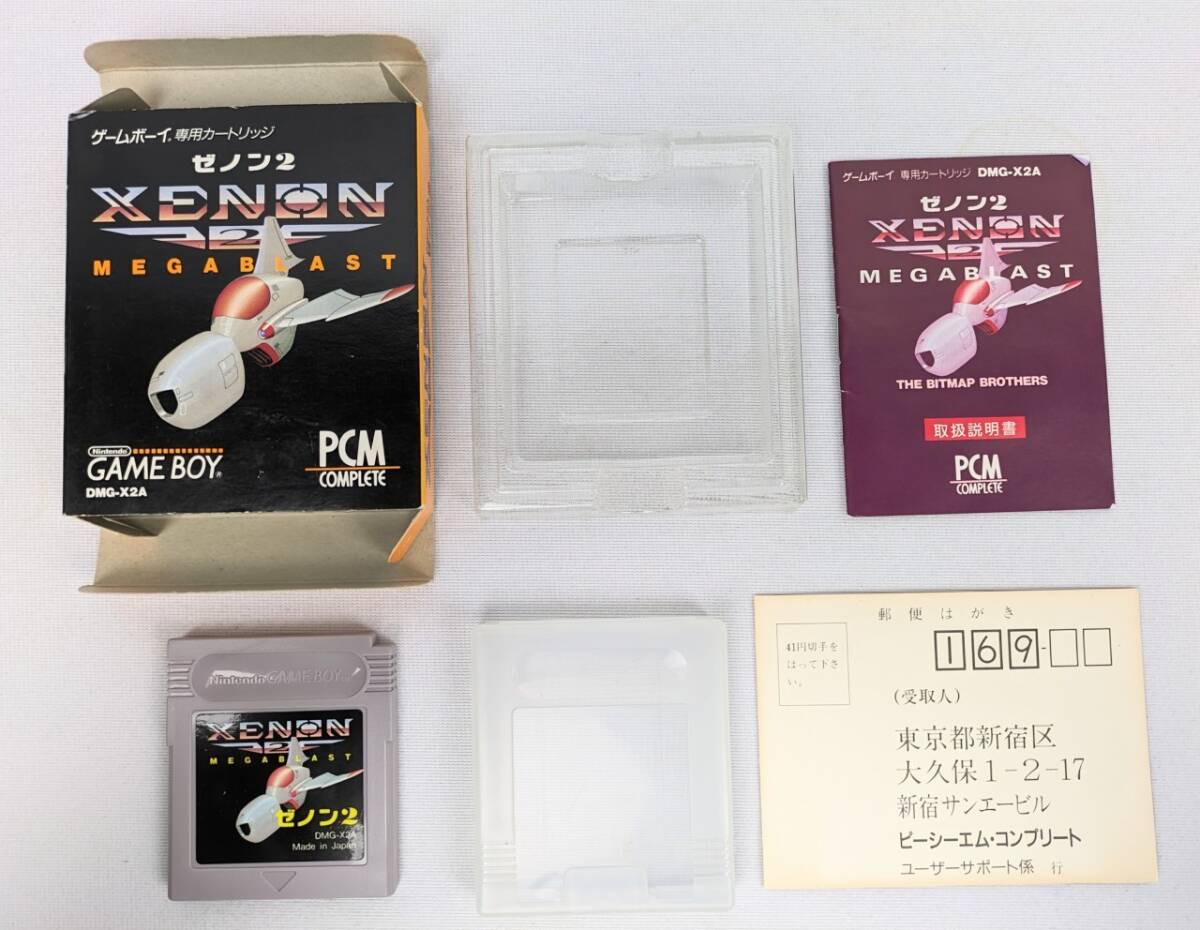 ゲームボーイ® 専用カートリッジ
ゼノン2
XENON
2
MEGABLAST
Nintendo
GAME BOY®
DMG-X2A
PCM
COMPLETE
ゲームボーイ 専用カートリッジ DMG-X2A
ゼノン2
XENON
2
MEGABLAST
THE BITMAP BROTHERS
取扱説明書
PCM
COMPLETE
Nintendo GAME BOY
XENON
2
MEGABLAST
ゼノン2
DMG-X2A
Made in Japan
郵便はがき
41円切手を
はって下さ
い。
169-
(受取人)
東京都新宿区
大久保1-2-17
新宿サンエービル
ピーシーエム・コンプリート
ユーザーサポート係 行